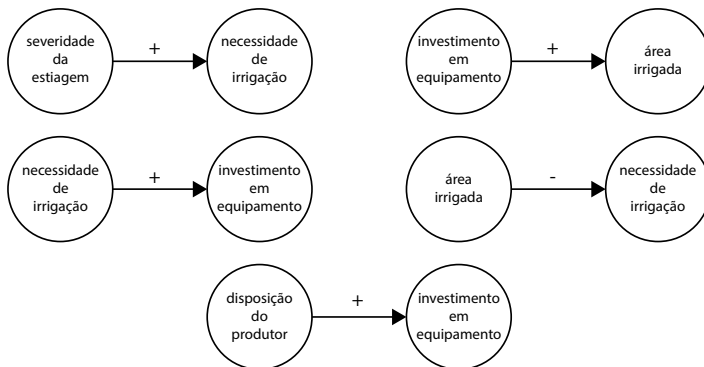 severidade
da
estiagem
+
necessidade
de
irrigação
investimento
em
equipamento
+
área
irrigada
necessidade
de
irrigação
+
investimento
em
equipamento
área
irrigada
-
necessidade
de
irrigação
disposição
do
produtor
+
investimento
em
equipamento